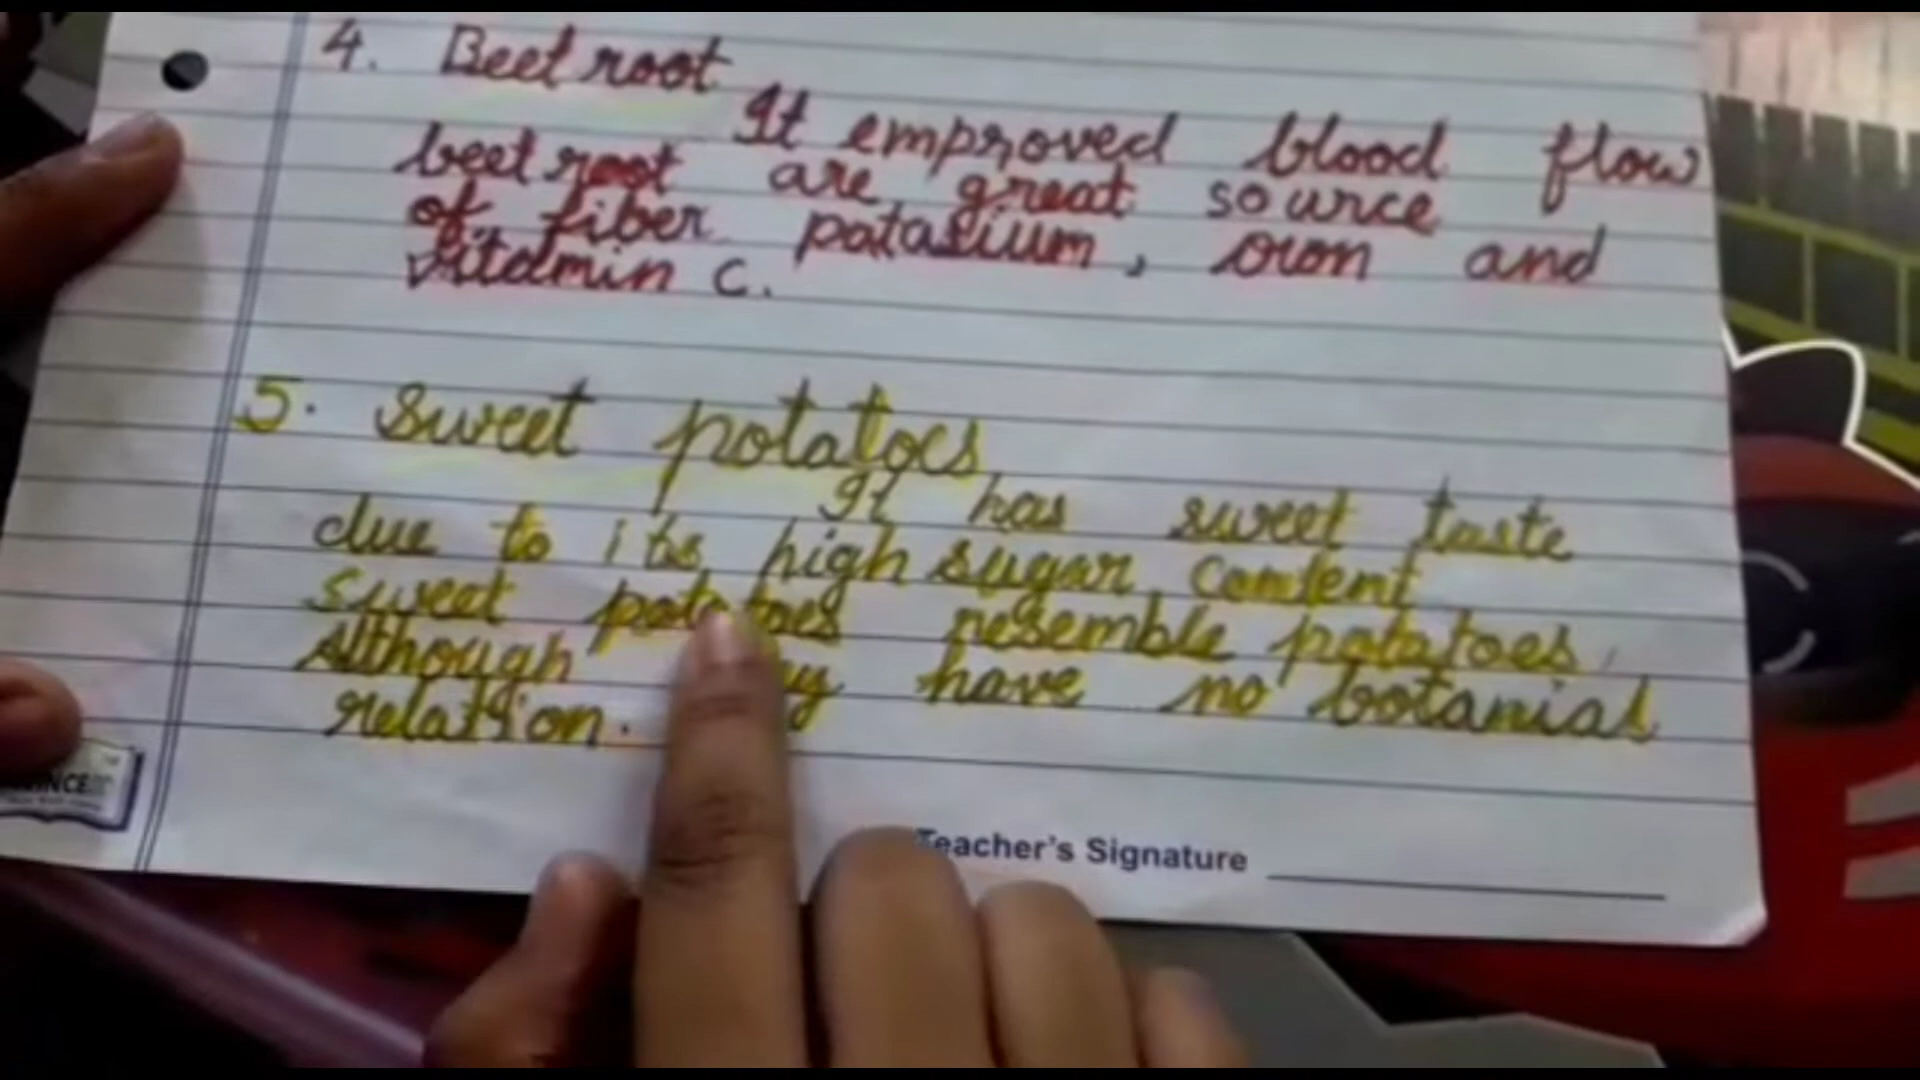 4. Beet root
It emproved blood flow
beet root are great source
of fiber patasium, oron and
vitamin c.
5. Sweet potatoes
It has sweet taste
due to its high sugar content
sweet potatoes resemble potatoes,
Although have no botanial
relation.
Teacher's Signature